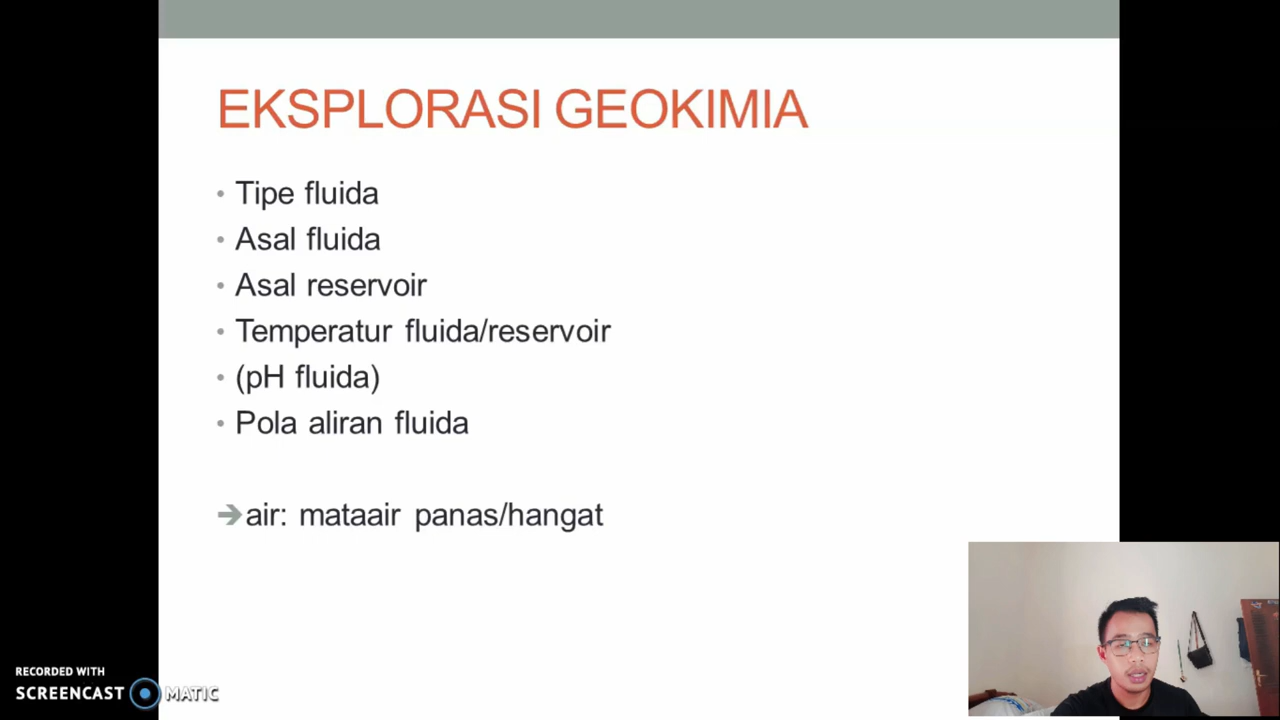 EKSPLORASI GEOKIMIA
• Tipe fluida
• Asal fluida
• Asal reservoir
• Temperatur fluida/reservoir
• (pH fluida)
• Pola aliran fluida
➔air: mataair panas/hangat
RECORDED WITH
SCREENCAST MATIC